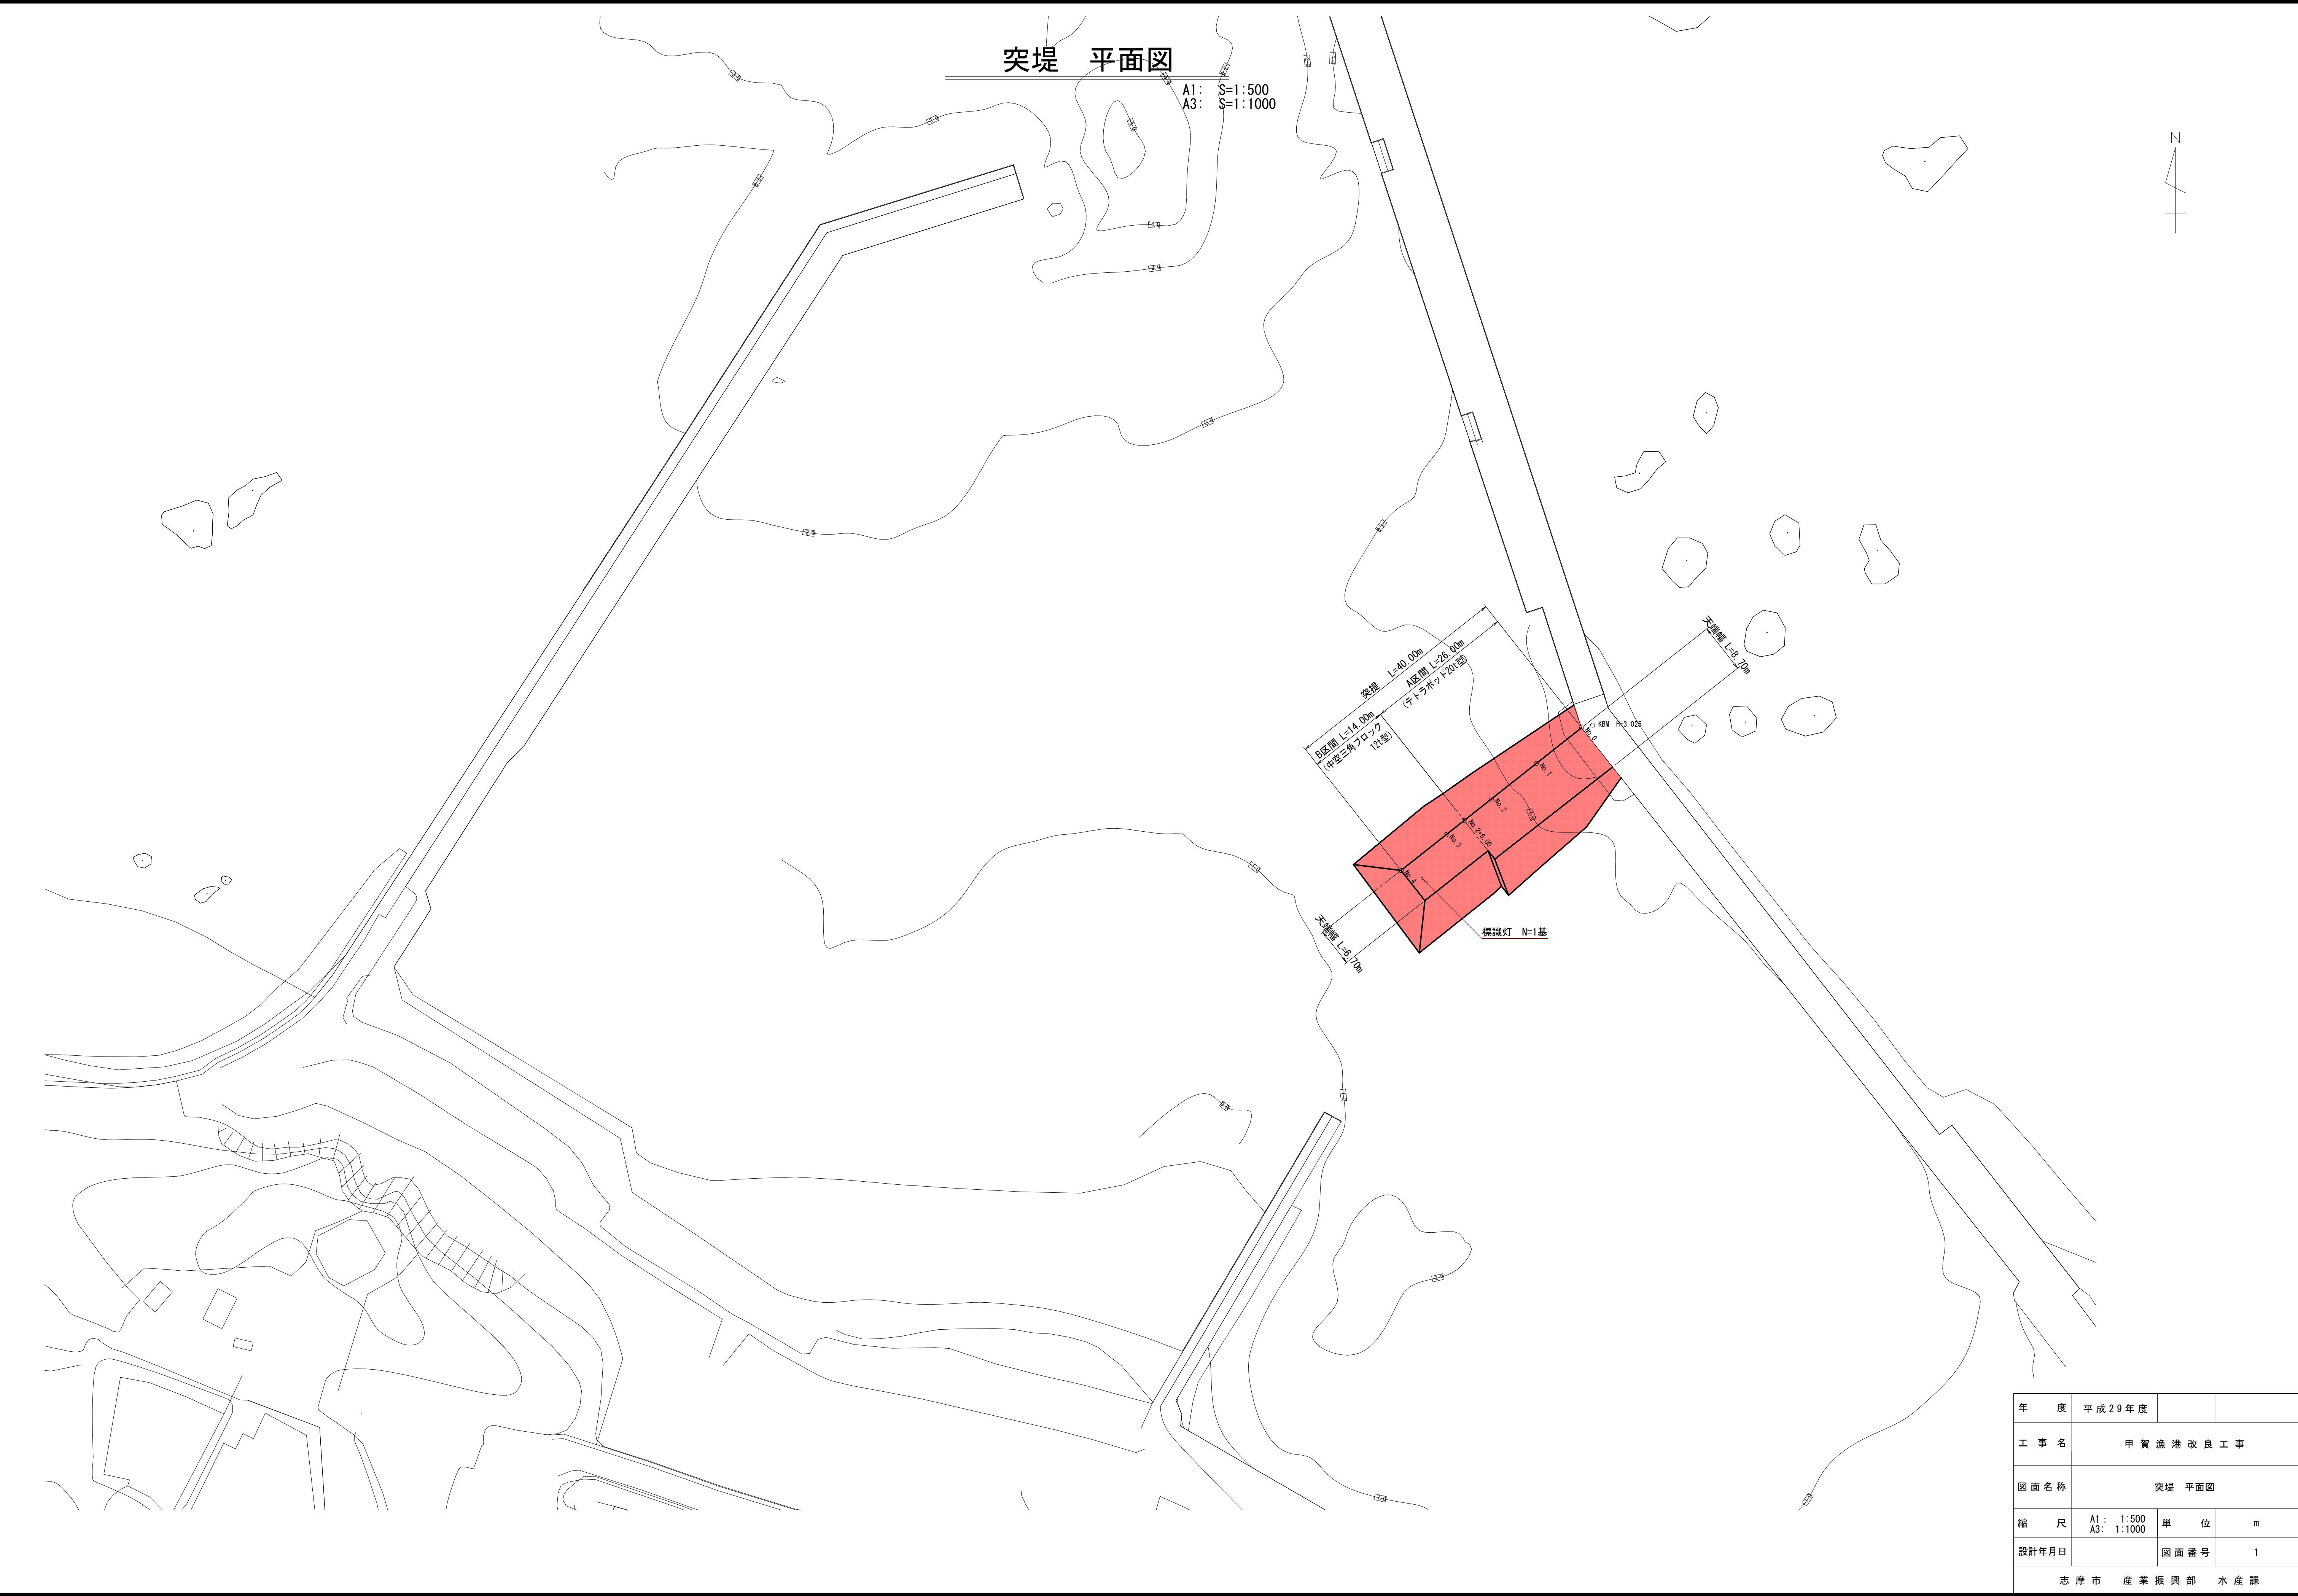 突堤　平面図
A1:　S=1:500
A3:　S=1:1000
N
突堤　L=40.00m
A区間 L=26.00m
(テトラポッド20t型)
B区間 L=14.00m
(中空三角ブロック
12t型)
天端幅 L=8.70m
KBM　H=3.025
No.0
No.1
No.2
No.2+6.00
No.3
No.4
天端幅 L=6.70m
標識灯　N=1基
年　度　平成29年度
工事名　甲賀漁港改良工事
図面名称　突堤　平面図
縮　尺　A1:　1:500
A3:　1:1000　単　位　m
設計年月日　図面番号　1
志摩市　産業振興部　水産課